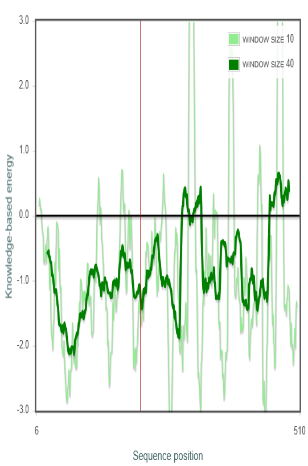 3.0
WINDOW SIZE 10
WINDOW SIZE 40
2.0
1.0
0.0
-1.0
-2.0
-3.0
Knowledge-based energy
6
510
Sequence position